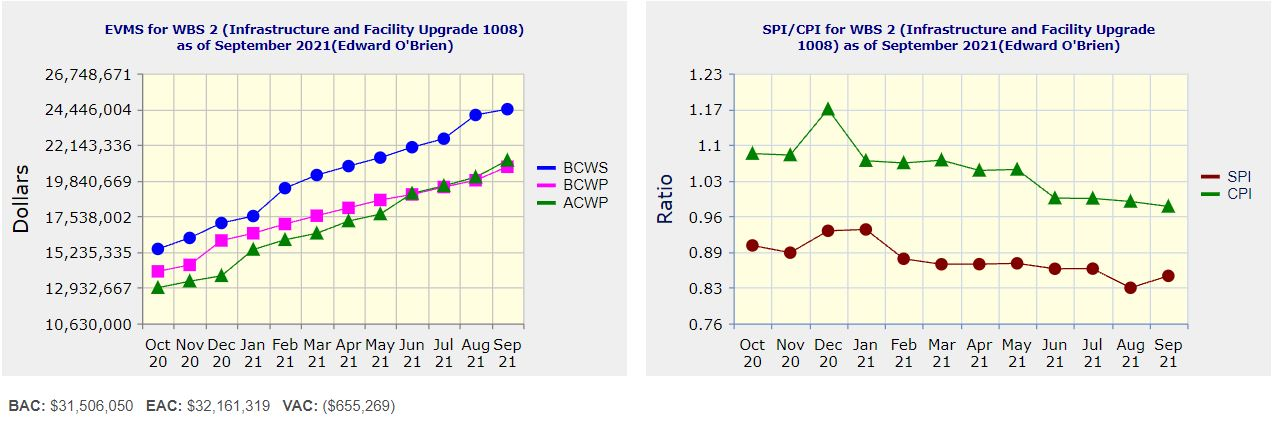 EVMS for WBS 2 (Infrastructure and Facility Upgrade 1008)
as of September 2021(Edward O'Brien)
Dollars
26,748,671
24,446,004
22,143,336
19,840,669
17,538,002
15,235,335
12,932,667
10,630,000
Oct Nov Dec Jan Feb Mar Apr May Jun Jul Aug Sep
20 20 20 21 21 21 21 21 21 21 21 21
BCWS
BCWP
ACWP
SPI/CPI for WBS 2 (Infrastructure and Facility Upgrade
1008) as of September 2021(Edward O'Brien)
Ratio
1.23
1.17
1.1
1.03
0.96
0.89
0.83
0.76
Oct Nov Dec Jan Feb Mar Apr May Jun Jul Aug Sep
20 20 20 21 21 21 21 21 21 21 21 21
SPI
CPI
BAC: $31,506,050 EAC: $32,161,319 VAC: ($655,269)